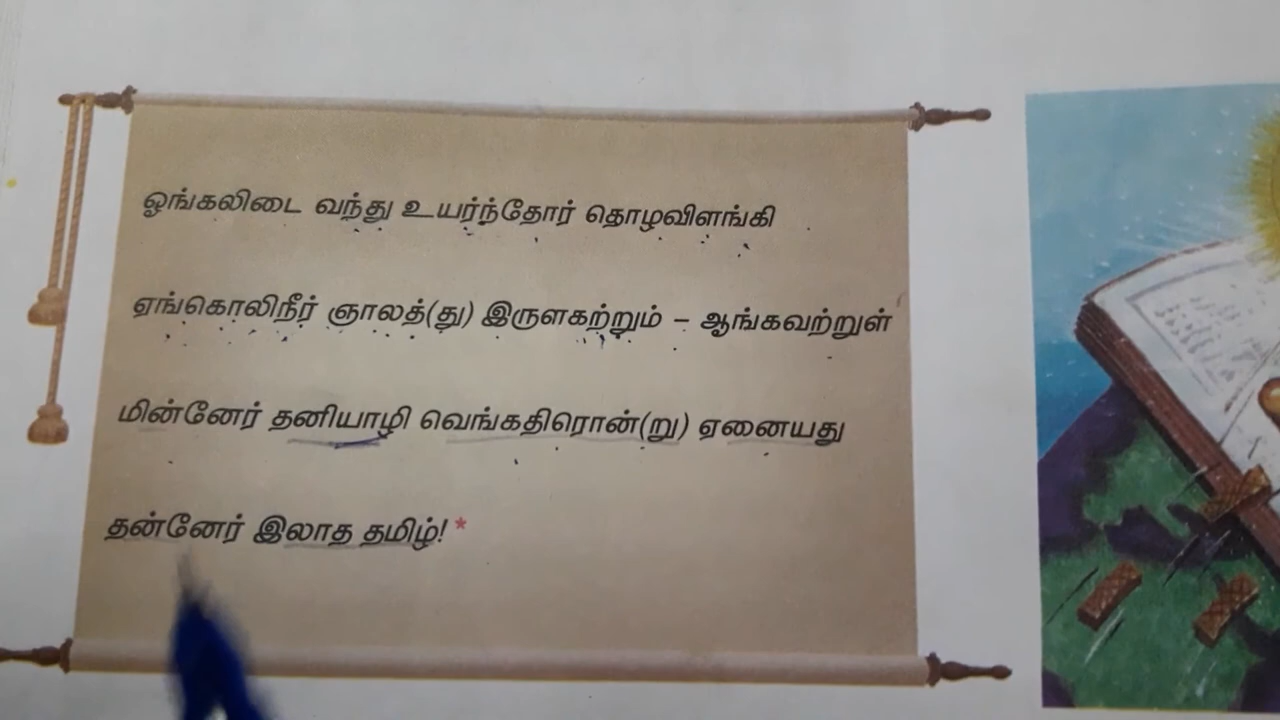 ஓங்கலிடை வந்து உயர்ந்தோர் தொழவிளங்கி
ஏங்கொலிநீர் ஞாலத்(து) இருளகற்றும் – ஆங்கவற்றுள்
மின்னேர் தனியாழி வெங்கதிரொன்(று) ஏனையது
தன்னேர் இலாத தமிழ்! *